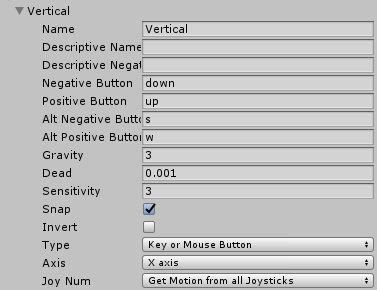 Vertical
Name Vertical
Descriptive Name
Descriptive Negat
Negative Button down
Positive Button up
Alt Negative Butto s
Alt Positive Button w
Gravity 3
Dead 0.001
Sensitivity 3
Snap
Invert
Type Key or Mouse Button
Axis X axis
Joy Num Get Motion from all Joysticks